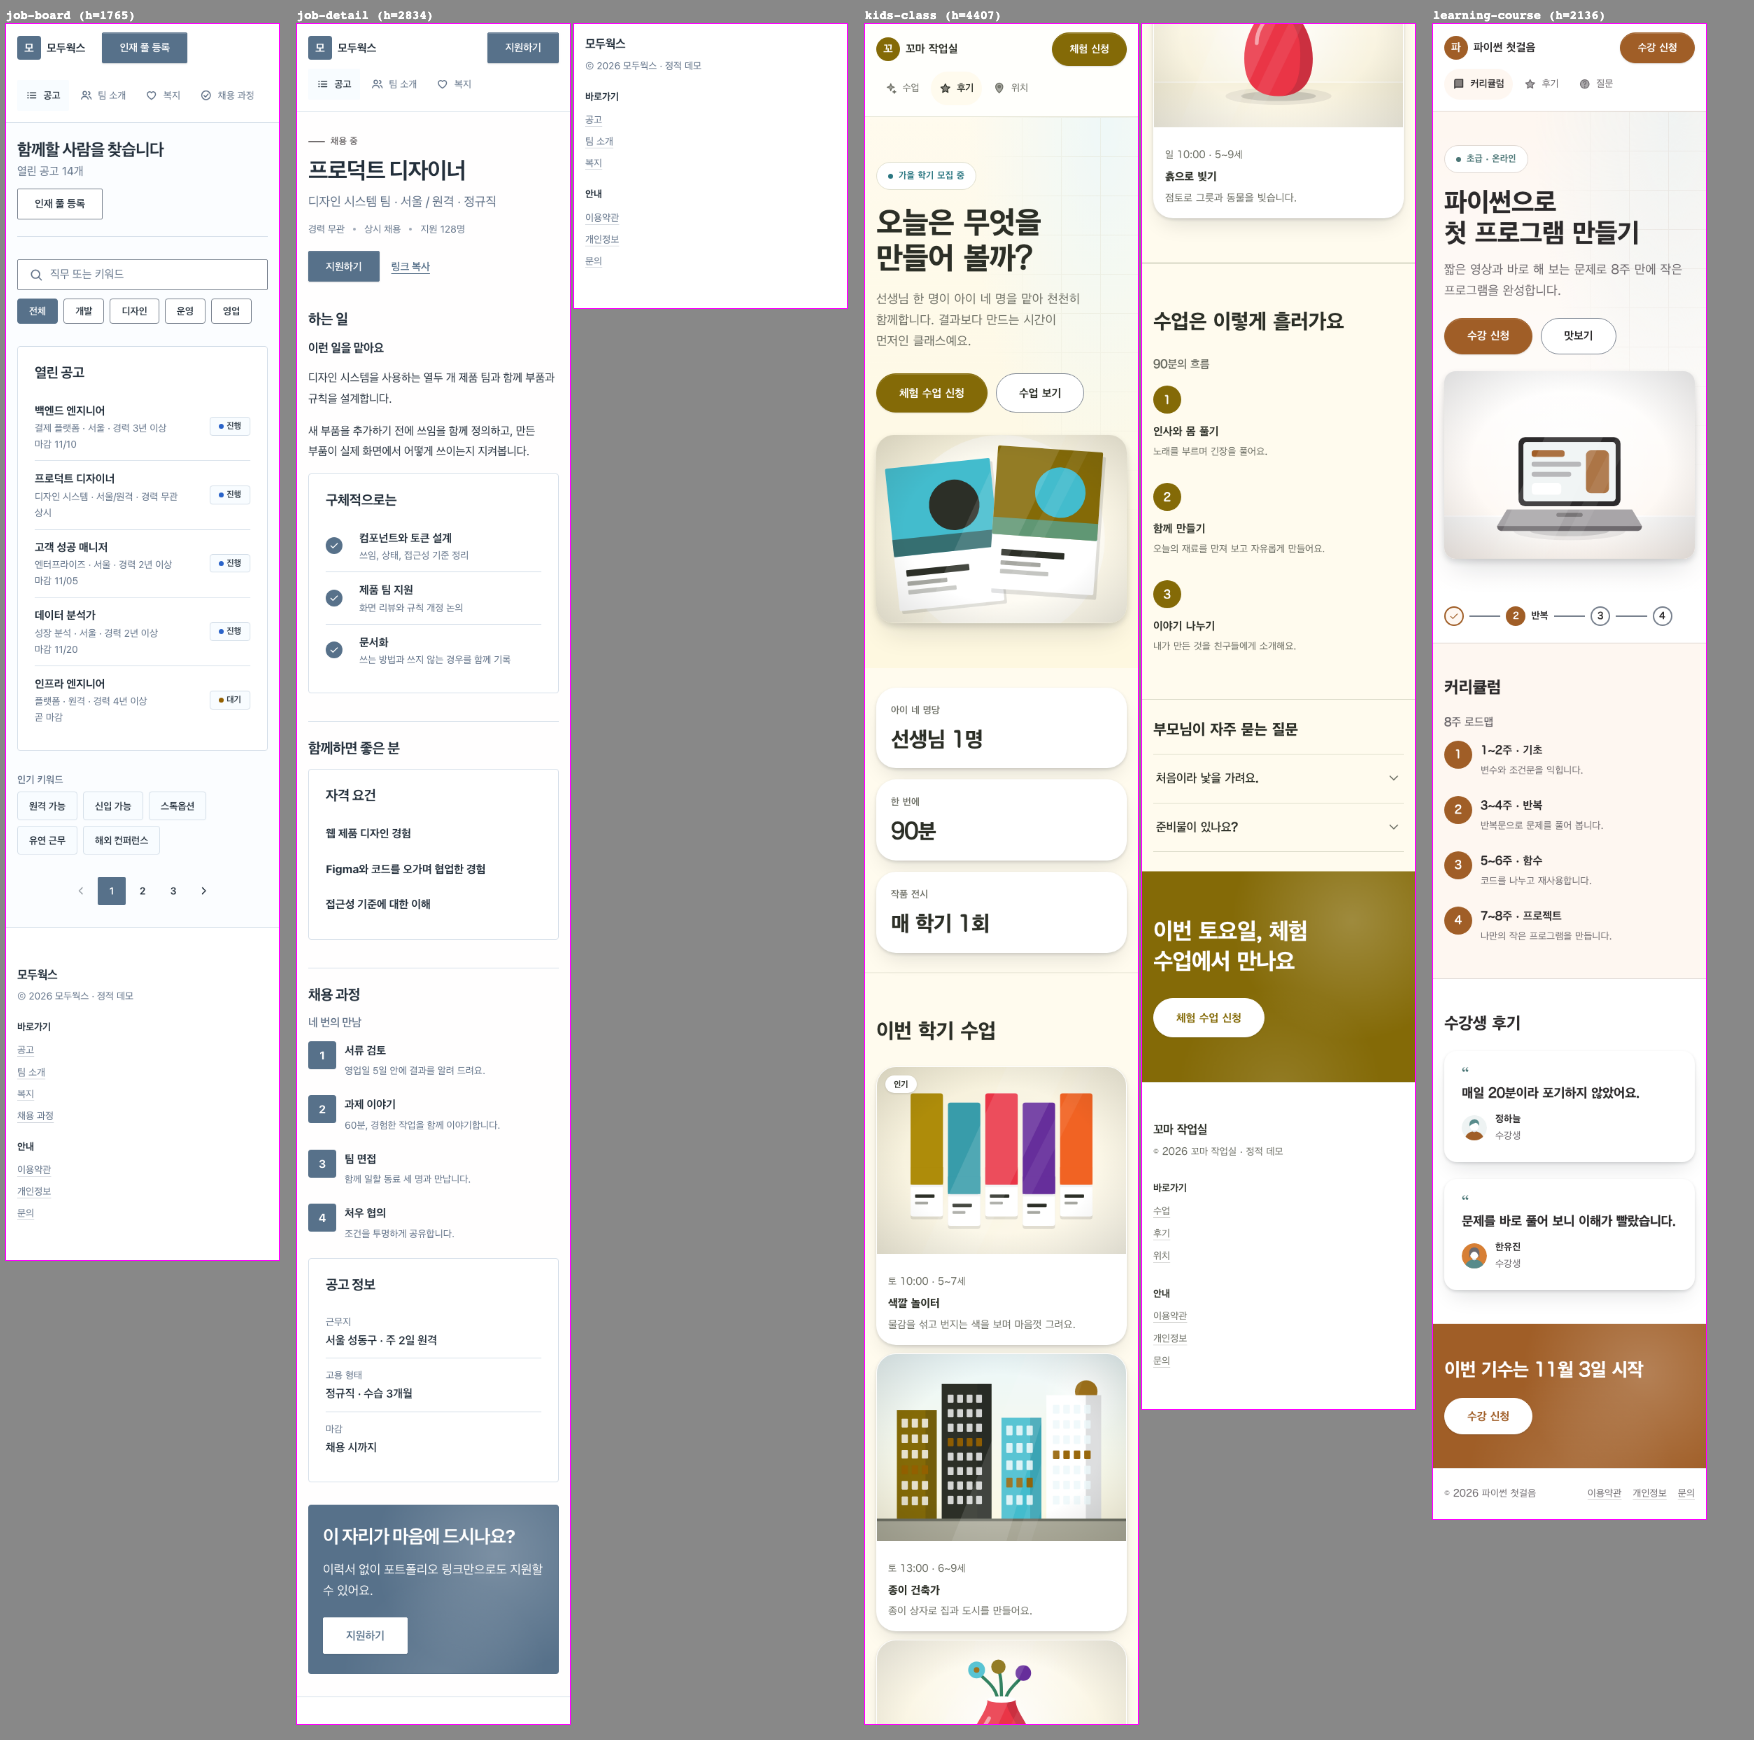 job-board (h=1765)
모 모두웍스
인재 풀 등록
공고 팀 소개 복지 채용 과정
함께할 사람을 찾습니다
열린 공고 14개
인재 풀 등록
직무 또는 키워드
전체 개발 디자인 운영 영업
열린 공고
백엔드 엔지니어
결제 플랫폼 · 서울 · 경력 3년 이상
마감 11/10
진행
프로덕트 디자이너
디자인 시스템 · 서울/원격 · 경력 무관
상시
진행
고객 성공 매니저
엔터프라이즈 · 서울 · 경력 2년 이상
마감 11/05
진행
데이터 분석가
성장 분석 · 서울 · 경력 2년 이상
마감 11/20
진행
인프라 엔지니어
플랫폼 · 원격 · 경력 4년 이상
곧 마감
대기
인기 키워드
원격 가능 신입 가능 스톡옵션
유연 근무 해외 컨퍼런스
1 2 3
모두웍스
© 2026 모두웍스 · 정적 데모
바로가기
공고
팀 소개
복지
채용 과정
안내
이용약관
개인정보
문의
job-detail (h=2834)
모 모두웍스
지원하기
공고 팀 소개 복지
채용 중
프로덕트 디자이너
디자인 시스템 팀 · 서울 / 원격 · 정규직
경력 무관 • 상시 채용 • 지원 128명
지원하기 링크 복사
하는 일
이런 일을 맡아요
디자인 시스템을 사용하는 열두 개 제품 팀과 함께 부품과
규칙을 설계합니다.
새 부품을 추가하기 전에 쓰임을 함께 정의하고, 만든
부품이 실제 화면에서 어떻게 쓰이는지 지켜봅니다.
구체적으로는
컴포넌트와 토큰 설계
쓰임, 상태, 접근성 기준 정리
제품 팀 지원
화면 리뷰와 규칙 개정 논의
문서화
쓰는 방법과 쓰지 않는 경우를 함께 기록
함께하면 좋은 분
자격 요건
웹 제품 디자인 경험
Figma와 코드를 오가며 협업한 경험
접근성 기준에 대한 이해
채용 과정
네 번의 만남
1 서류 검토
영업일 5일 안에 결과를 알려 드려요.
2 과제 이야기
60분, 경험한 작업을 함께 이야기합니다.
3 팀 면접
함께 일할 동료 세 명과 만납니다.
4 처우 협의
조건을 투명하게 공유합니다.
공고 정보
근무지
서울 성동구 · 주 2일 원격
고용 형태
정규직 · 수습 3개월
마감
채용 시까지
이 자리가 마음에 드시나요?
이력서 없이 포트폴리오 링크만으로도 지원할
수 있어요.
지원하기
모두웍스
© 2026 모두웍스 · 정적 데모
바로가기
공고
팀 소개
복지
안내
이용약관
개인정보
문의
kids-class (h=4407)
꼬 꼬마 작업실
체험 신청
수업 후기 위치
가을 학기 모집 중
오늘은 무엇을
만들어 볼까?
선생님 한 명이 아이 네 명을 맡아 천천히
함께합니다. 결과보다 만드는 시간이
먼저인 클래스예요.
체험 수업 신청 수업 보기
아이 네 명당
선생님 1명
한 번에
90분
작품 전시
매 학기 1회
이번 학기 수업
인기
토 10:00 · 5~7세
색깔 놀이터
물감을 섞고 번지는 색을 보며 마음껏 그려요.
토 13:00 · 6~9세
종이 건축가
종이 상자로 집과 도시를 만들어요.
일 10:00 · 5~9세
흙으로 빚기
점토로 그릇과 동물을 빚습니다.
수업은 이렇게 흘러가요
90분의 흐름
1
인사와 몸 풀기
노래를 부르며 긴장을 풀어요.
2
함께 만들기
오늘의 재료를 만져 보고 자유롭게 만들어요.
3
이야기 나누기
내가 만든 것을 친구들에게 소개해요.
부모님이 자주 묻는 질문
처음이라 낯을 가려요.
준비물이 있나요?
이번 토요일, 체험
수업에서 만나요
체험 수업 신청
꼬마 작업실
© 2026 꼬마 작업실 · 정적 데모
바로가기
수업
후기
위치
안내
이용약관
개인정보
문의
learning-course (h=2136)
파 파이썬 첫걸음
수강 신청
커리큘럼 후기 질문
초급 · 온라인
파이썬으로
첫 프로그램 만들기
짧은 영상과 바로 해 보는 문제로 8주 만에 작은
프로그램을 완성합니다.
수강 신청 맛보기
2 반복 3 4
커리큘럼
8주 로드맵
1 1~2주 · 기초
변수와 조건문을 익힙니다.
2 3~4주 · 반복
반복문으로 문제를 풀어 봅니다.
3 5~6주 · 함수
코드를 나누고 재사용합니다.
4 7~8주 · 프로젝트
나만의 작은 프로그램을 만듭니다.
수강생 후기
“
매일 20분이라 포기하지 않았어요.
정하늘
수강생
“
문제를 바로 풀어 보니 이해가 빨랐습니다.
한유진
수강생
이번 기수는 11월 3일 시작
수강 신청
© 2026 파이썬 첫걸음
이용약관 개인정보 문의